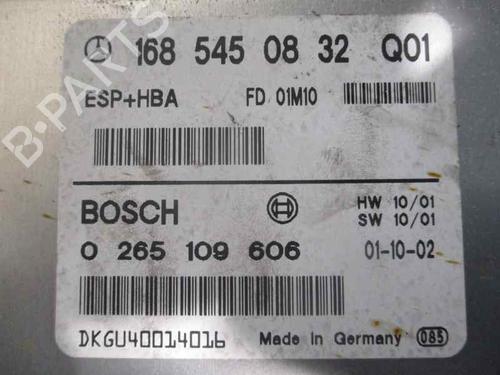 168 545 08 32 Q01
ESP+HBA FD 01M10
BOSCH HW 10/01
SW 10/01
0 265 109 606 01-10-02
DKGU40014016 Made in Germany 085
B-PARTS